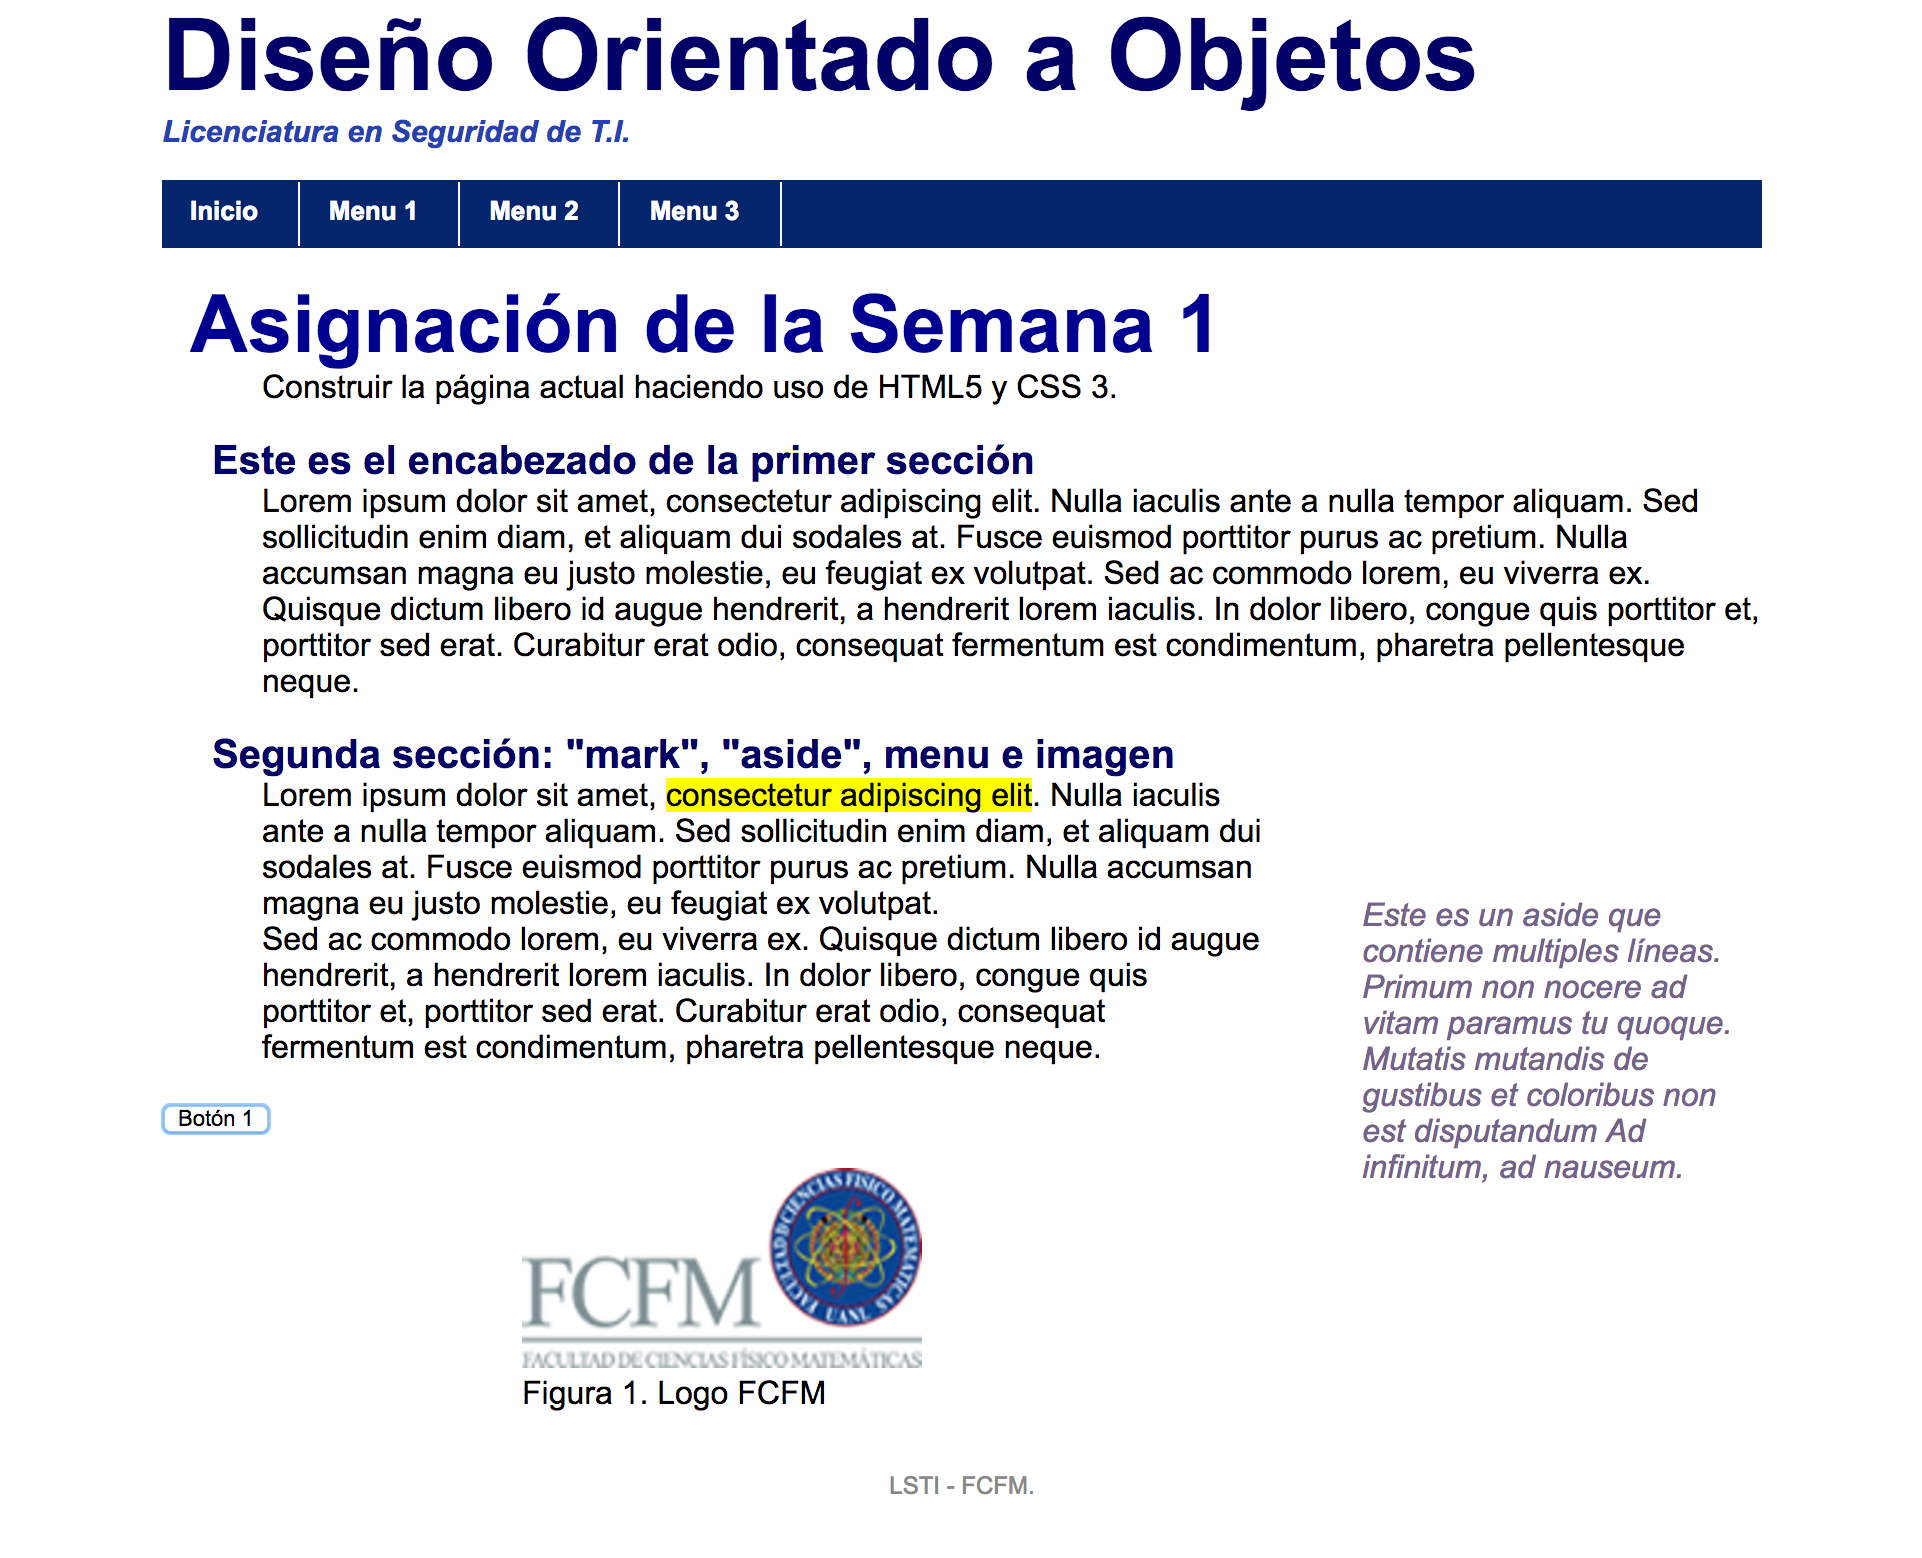 Diseño Orientado a Objetos
Licenciatura en Seguridad de T.I.
Inicio
Menu 1
Menu 2
Menu 3
Asignación de la Semana 1
Construir la página actual haciendo uso de HTML5 y CSS 3.
Este es el encabezado de la primer sección
Lorem ipsum dolor sit amet, consectetur adipiscing elit. Nulla iaculis ante a nulla tempor aliquam. Sed
sollicitudin enim diam, et aliquam dui sodales at. Fusce euismod porttitor purus ac pretium. Nulla
accumsan magna eu justo molestie, eu feugiat ex volutpat. Sed ac commodo lorem, eu viverra ex.
Quisque dictum libero id augue hendrerit, a hendrerit lorem iaculis. In dolor libero, congue quis porttitor et,
porttitor sed erat. Curabitur erat odio, consequat fermentum est condimentum, pharetra pellentesque
neque.
Segunda sección: "mark", "aside", menu e imagen
Lorem ipsum dolor sit amet, consectetur adipiscing elit. Nulla iaculis
ante a nulla tempor aliquam. Sed sollicitudin enim diam, et aliquam dui
sodales at. Fusce euismod porttitor purus ac pretium. Nulla accumsan
magna eu justo molestie, eu feugiat ex volutpat.
Sed ac commodo lorem, eu viverra ex. Quisque dictum libero id augue
hendrerit, a hendrerit lorem iaculis. In dolor libero, congue quis
porttitor et, porttitor sed erat. Curabitur erat odio, consequat
fermentum est condimentum, pharetra pellentesque neque.
Este es un aside que
contiene multiples líneas.
Primum non nocere ad
vitam paramus tu quoque.
Mutatis mutandis de
gustibus et coloribus non
est disputandum Ad
infinitum, ad nauseum.
Botón 1
FACULTAD DE CIENCIAS FISICO MATEMATICAS
UANL
FCFM
FACULTAD DE CIENCIAS FÍSICO MATEMÁTICAS
Figura 1. Logo FCFM
LSTI - FCFM.